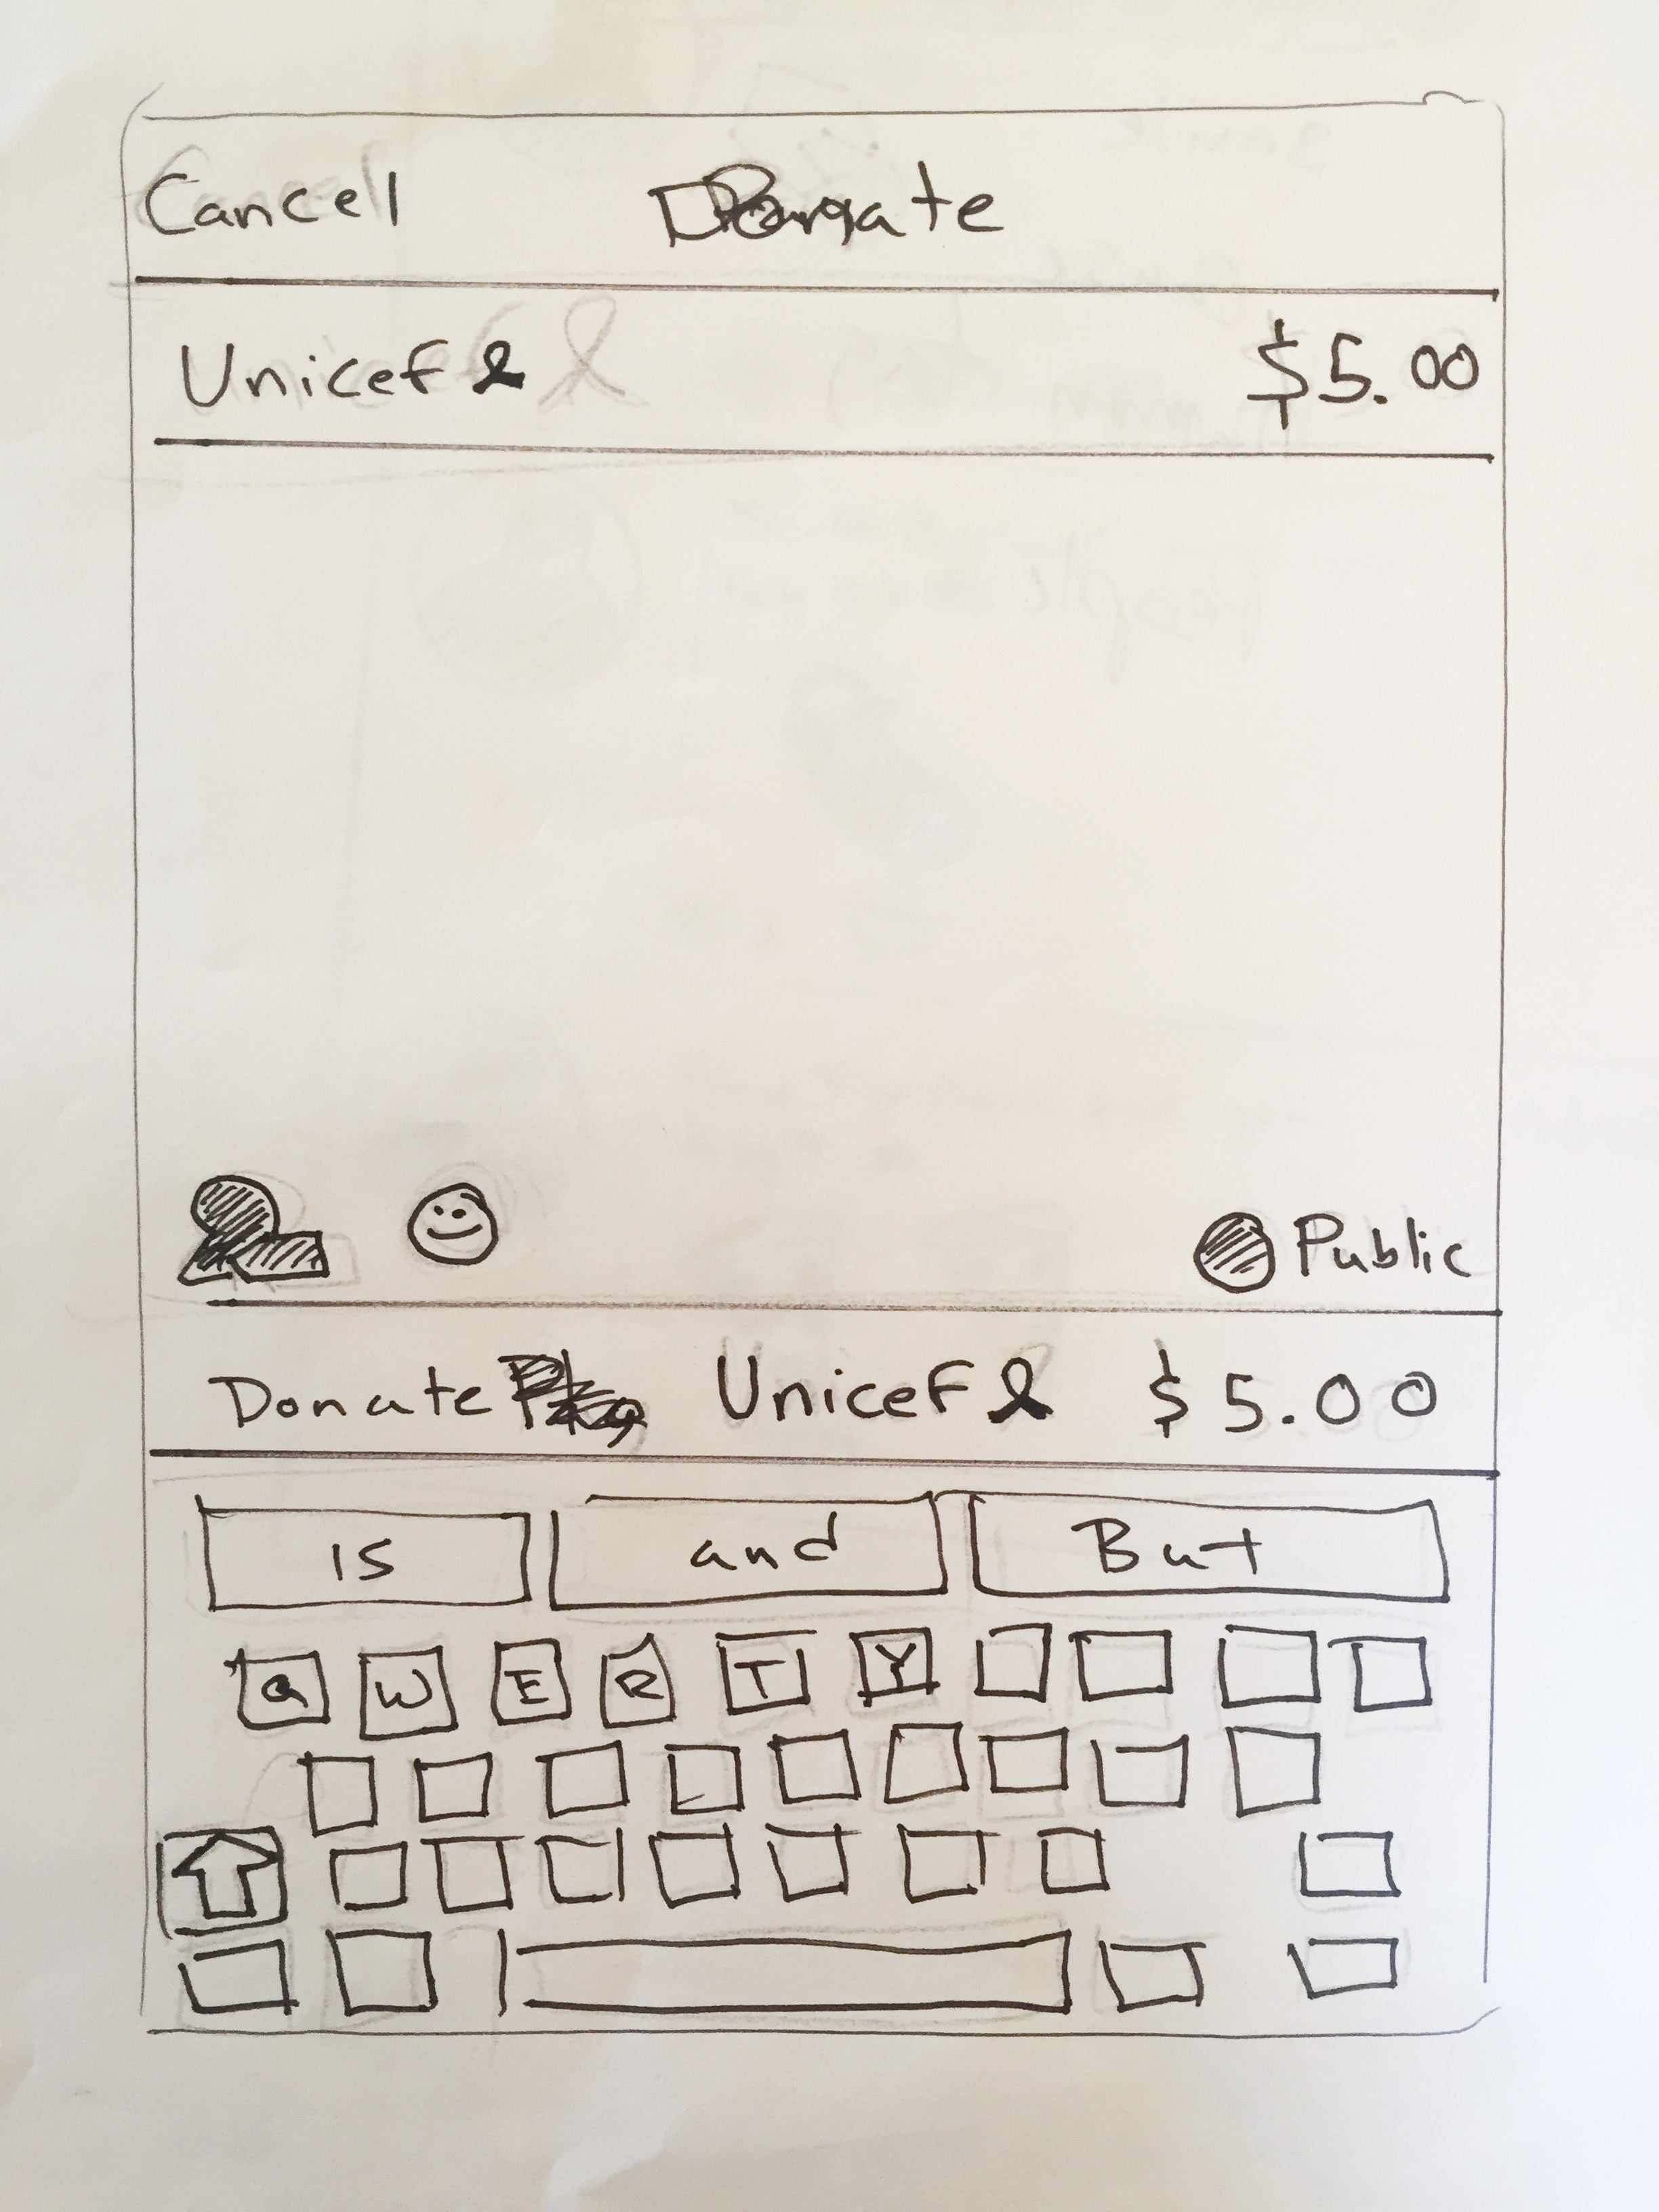 Cancel Donate
Unicef $5.00
Public
Donate Unicef $5.00
is and But
Q W E R T Y